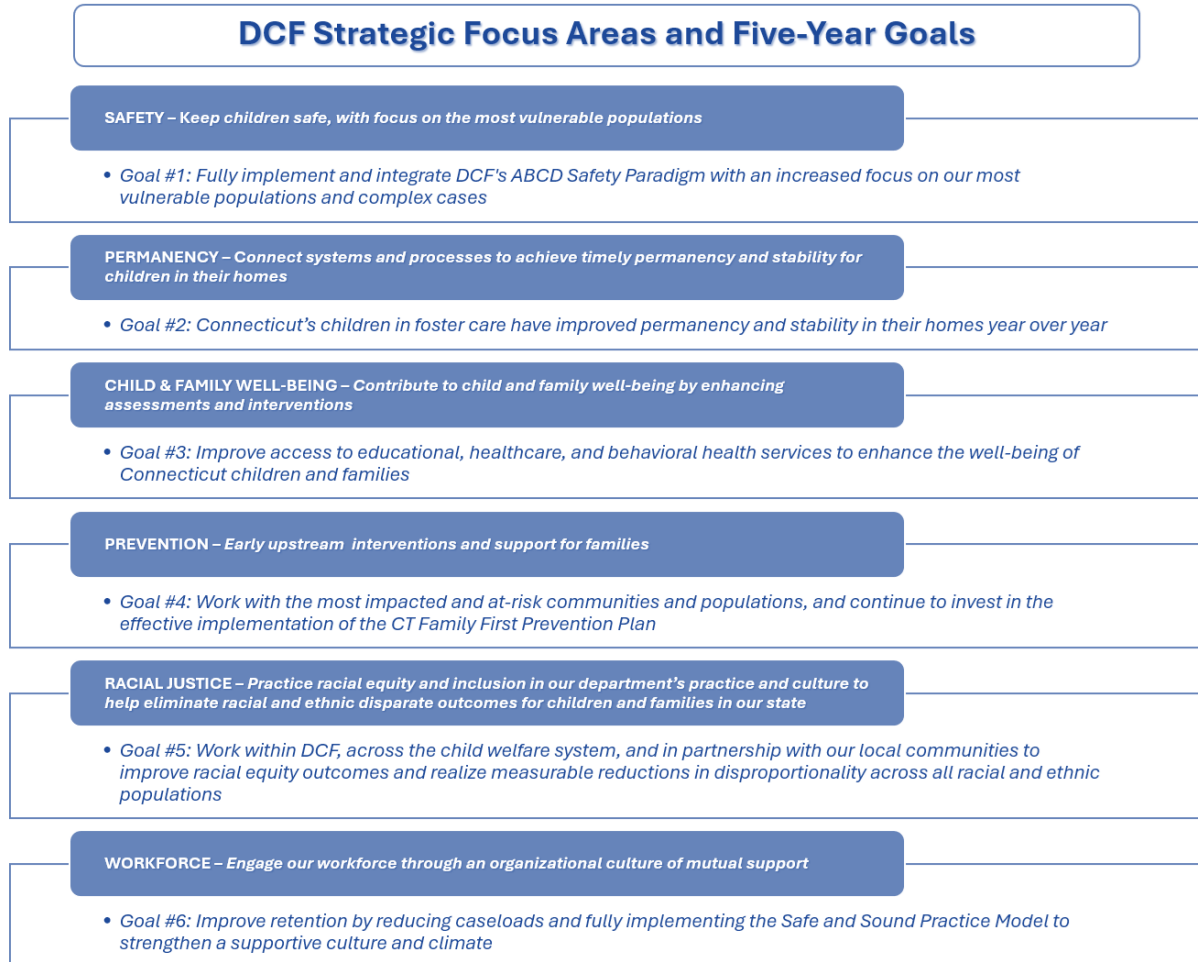 DCF Strategic Focus Areas and Five-Year Goals
SAFETY – Keep children safe, with focus on the most vulnerable populations
• Goal #1: Fully implement and integrate DCF's ABCD Safety Paradigm with an increased focus on our most
vulnerable populations and complex cases
PERMANENCY – Connect systems and processes to achieve timely permanency and stability for
children in their homes
• Goal #2: Connecticut’s children in foster care have improved permanency and stability in their homes year over year
CHILD & FAMILY WELL-BEING – Contribute to child and family well-being by enhancing
assessments and interventions
• Goal #3: Improve access to educational, healthcare, and behavioral health services to enhance the well-being of
Connecticut children and families
PREVENTION – Early upstream  interventions and support for families
• Goal #4: Work with the most impacted and at-risk communities and populations, and continue to invest in the
effective implementation of the CT Family First Prevention Plan
RACIAL JUSTICE – Practice racial equity and inclusion in our department’s practice and culture to
help eliminate racial and ethnic disparate outcomes for children and families in our state
• Goal #5: Work within DCF, across the child welfare system, and in partnership with our local communities to
improve racial equity outcomes and realize measurable reductions in disproportionality across all racial and ethnic
populations
WORKFORCE – Engage our workforce through an organizational culture of mutual support
• Goal #6: Improve retention by reducing caseloads and fully implementing the Safe and Sound Practice Model to
strengthen a supportive culture and climate